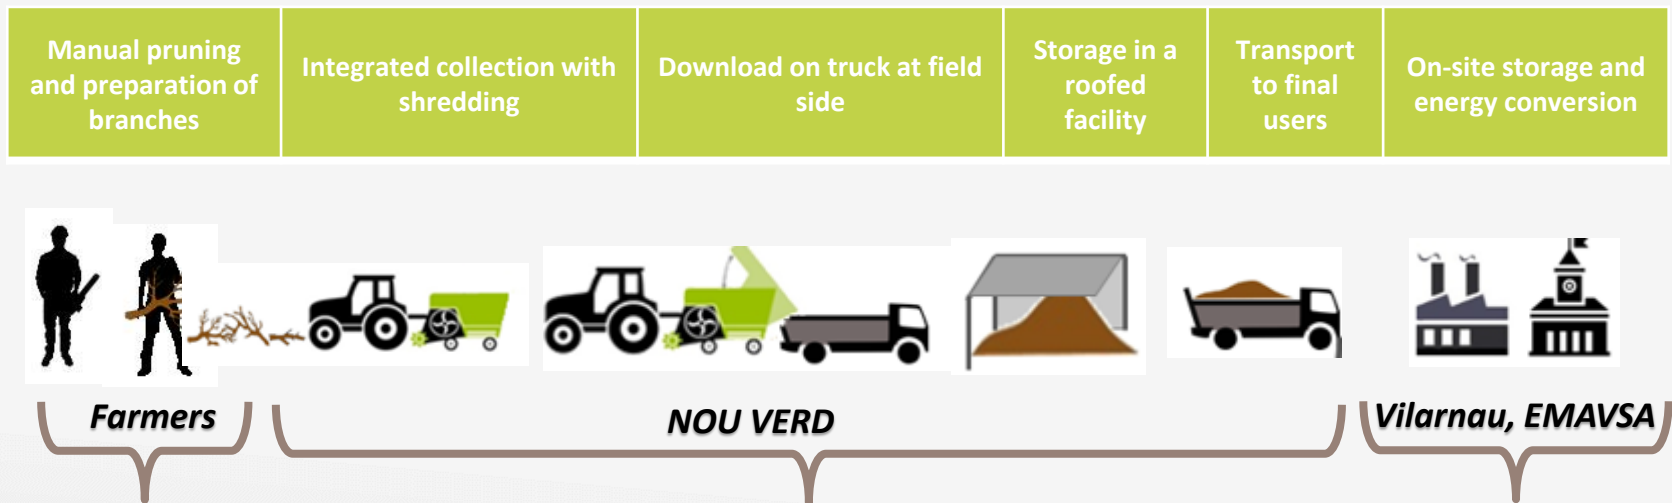 Manual pruning
and preparation of
branches
Integrated collection with
shredding
Download on truck at field
side
Storage in a
roofed
facility
Transport
to final
users
On-site storage and
energy conversion
Farmers
NOU VERD
Vilarnau, EMAVSA